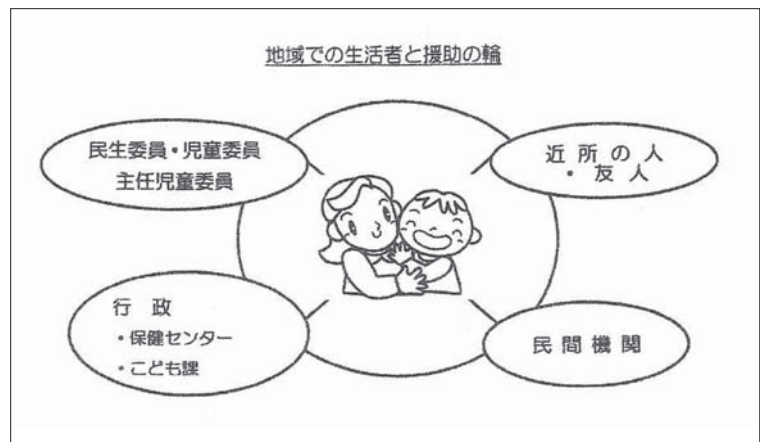 地域での生活者と援助の輪
民生委員・児童委員
主任児童委員
近所の人
・友人
行政
・保健センター
・こども課
民間機関